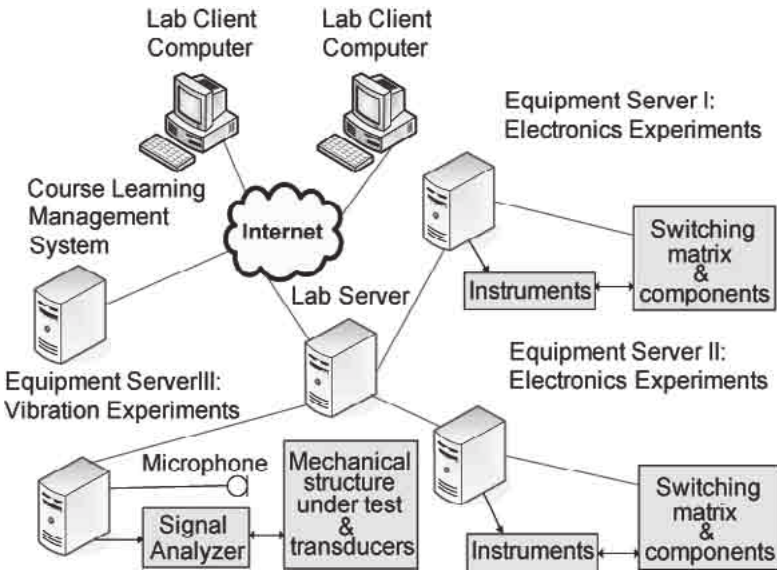 Lab Client
Computer
Lab Client
Computer
Equipment Server I:
Electronics Experiments
Course Learning
Management
System
Internet
Switching
matrix
&
components
Instruments
Lab Server
Equipment ServerIII:
Vibration Experiments
Equipment Server II:
Electronics Experiments
Microphone
Signal
Analyzer
Mechanical
structure
under test
&
transducers
Switching
matrix
&
components
Instruments